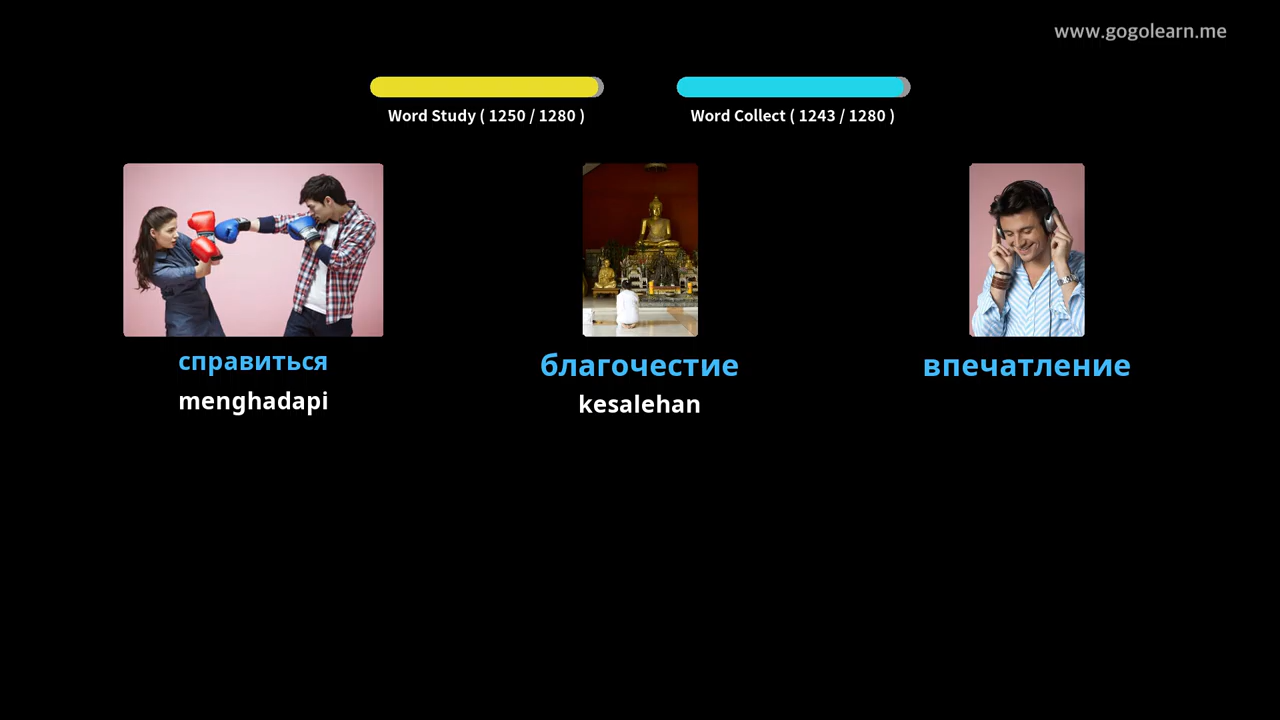 www.gogolearn.me
Word Study ( 1250 / 1280 )
Word Collect ( 1243 / 1280 )
справиться
menghadapi
благочестие
kesalehan
впечатление